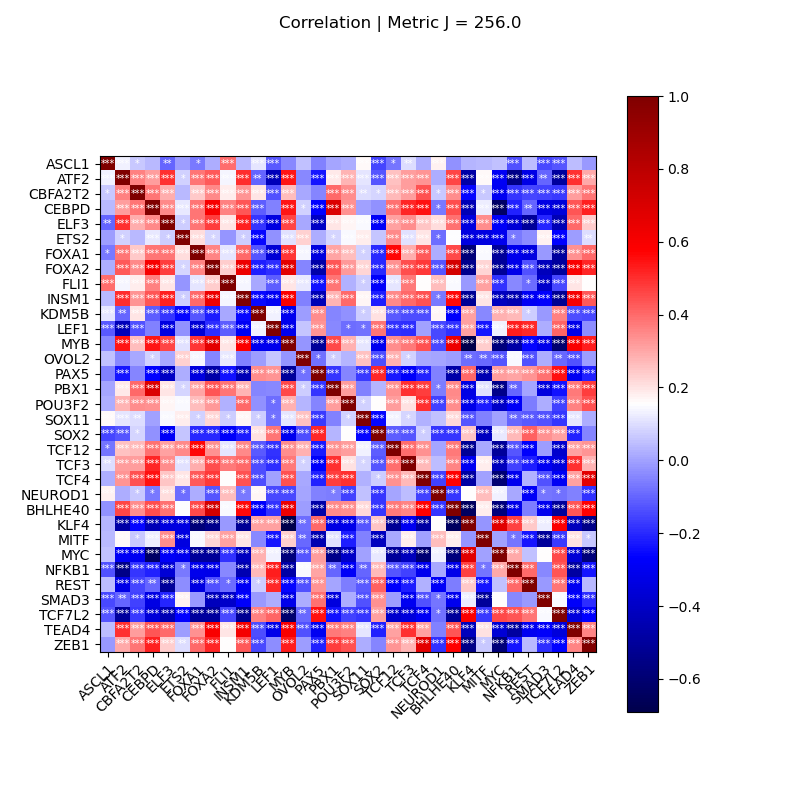 Correlation | Metric J = 256.0
ASCL1
ATF2
CBFA2T2
CEBPD
ELF3
ETS2
FOXA1
FOXA2
FLI1
INSM1
KDM5B
LEF1
MYB
OVOL2
PAX5
PBX1
POU3F2
SOX11
SOX2
TCF12
TCF3
TCF4
NEUROD1
BHLHE40
KLF4
MITF
MYC
NFKB1
REST
SMAD3
TCF7L2
TEAD4
ZEB1
ASCL1
ATF2
CBFA2T2
CEBPD
ELF3
ETS2
FOXA1
FOXA2
FLI1
INSM1
KDM5B
LEF1
MYB
OVOL2
PAX5
PBX1
POU3F2
SOX11
SOX2
TCF12
TCF3
TCF4
NEUROD1
BHLHE40
KLF4
MITF
MYC
NFKB1
REST
SMAD3
TCF7L2
TEAD4
ZEB1
1.0
0.8
0.6
0.4
0.2
0.0
−0.2
−0.4
−0.6